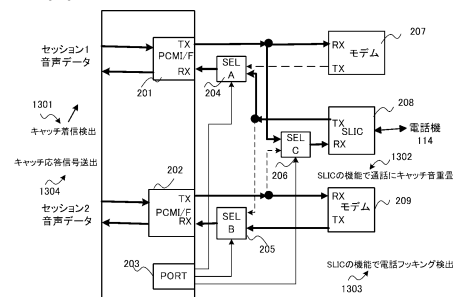 セッション1
音声データ
TX
PCMI/F
RX
201
SEL
A
204
RX
モデム
TX
207
1301
キャッチ着信検出
TX
SLIC
RX
208
電話機
114
SEL
C
206
1302
SLICの機能で通話にキャッチ音重畳
キャッチ応答信号送出
1304
202
セッション2
音声データ
TX
PCMI/F
RX
SEL
B
205
RX
モデム
TX
209
203
PORT
SLICの機能で電話フッキング検出
1303